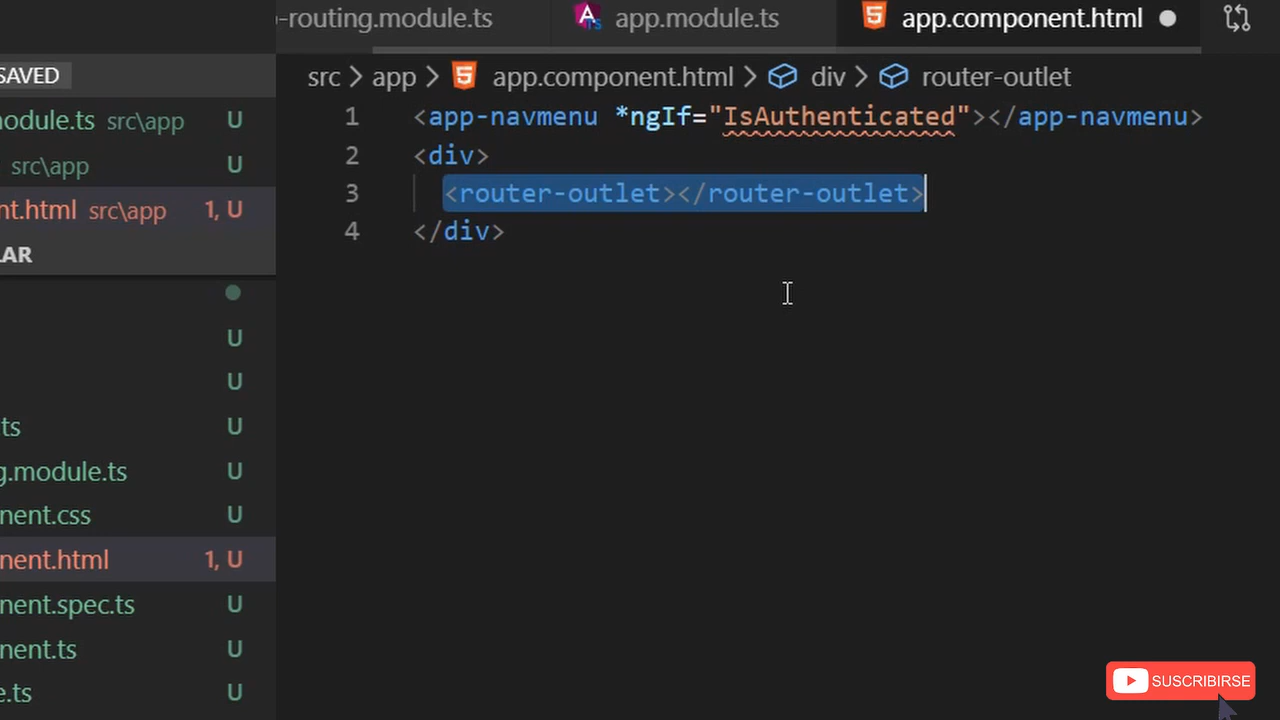 -routing.module.ts
app.module.ts
app.component.html
SAVED
src > app > app.component.html > div > router-outlet
module.ts src\app U
src\app U
nt.html src\app 1, U
LAR
U
U
ts U
g.module.ts U
nent.css U
nent.html 1, U
nent.spec.ts U
nent.ts U
e.ts U
1 <app-navmenu *ngIf="IsAuthenticated"></app-navmenu>
2 <div>
3 <router-outlet></router-outlet>
4 </div>
SUSCRIBIRSE